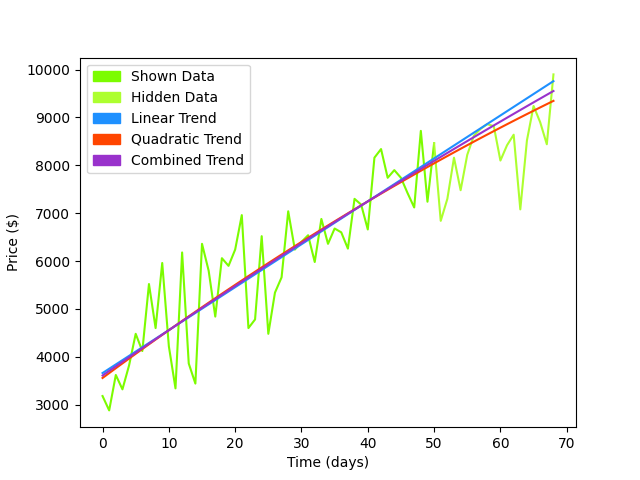 Shown Data
Hidden Data
Linear Trend
Quadratic Trend
Combined Trend
10000
9000
8000
7000
6000
5000
4000
3000
Price ($)
0 10 20 30 40 50 60 70
Time (days)